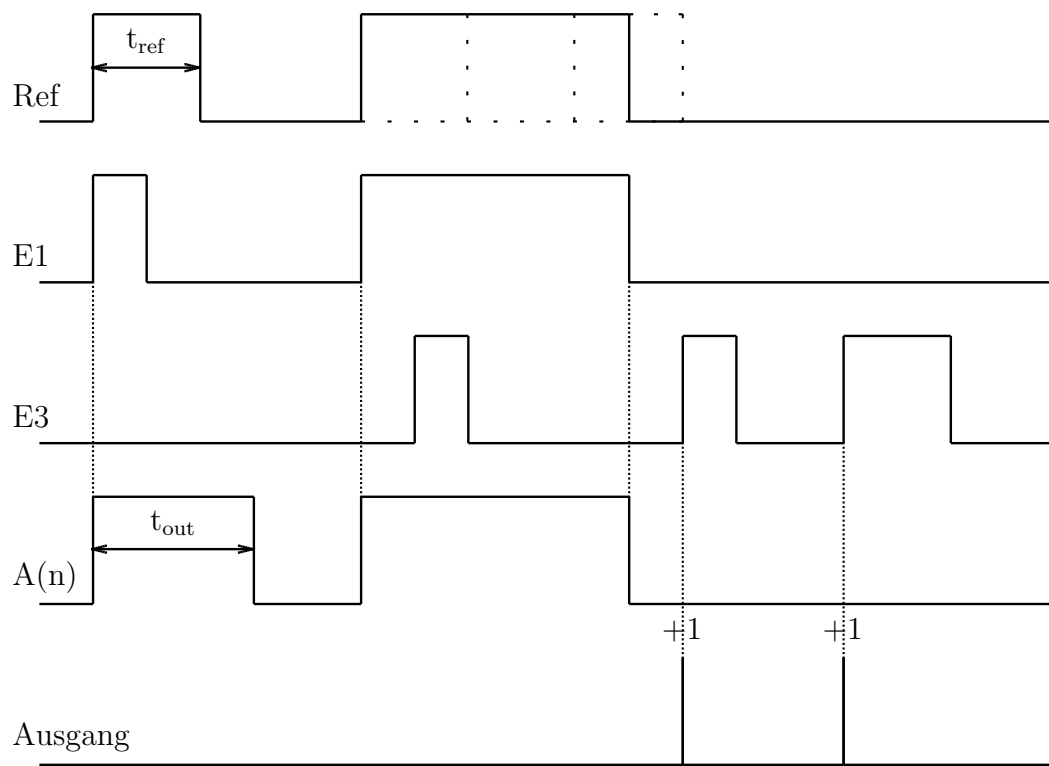 t_ref
Ref
E1
E3
t_out
A(n)
+1 +1
Ausgang